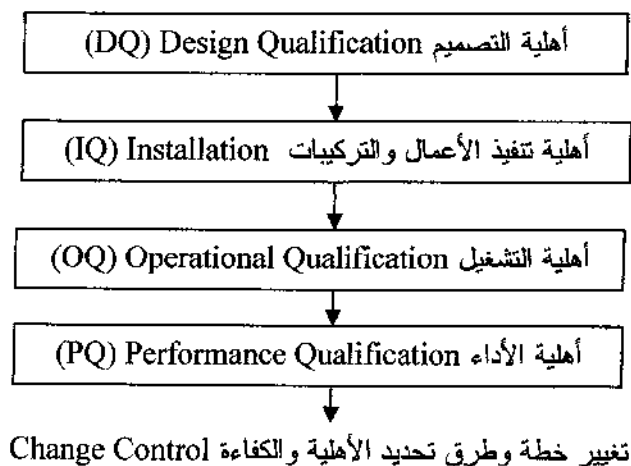 أهلية التصميم Design Qualification (DQ)
أهلية تنفيذ الأعمال والتركيبات Installation (IQ)
أهلية التشغيل Operational Qualification (OQ)
أهلية الأداء Performance Qualification (PQ)
تغيير خطة وطرق تحديد الأهلية والكفاءة Change Control